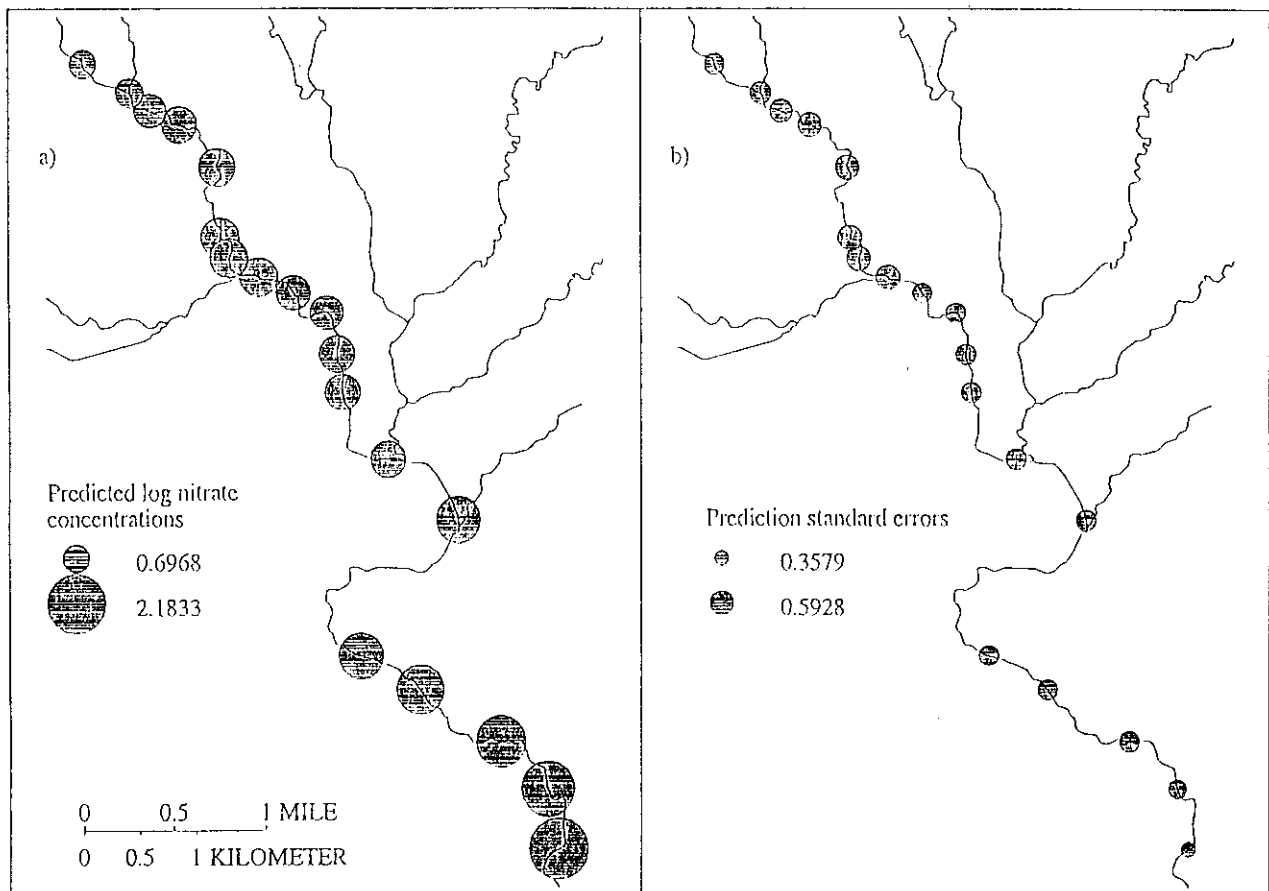 a)
Predicted log nitrate
concentrations
0.6968
2.1833
0 0.5 1 MILE
0 0.5 1 KILOMETER
b)
Prediction standard errors
0.3579
0.5928